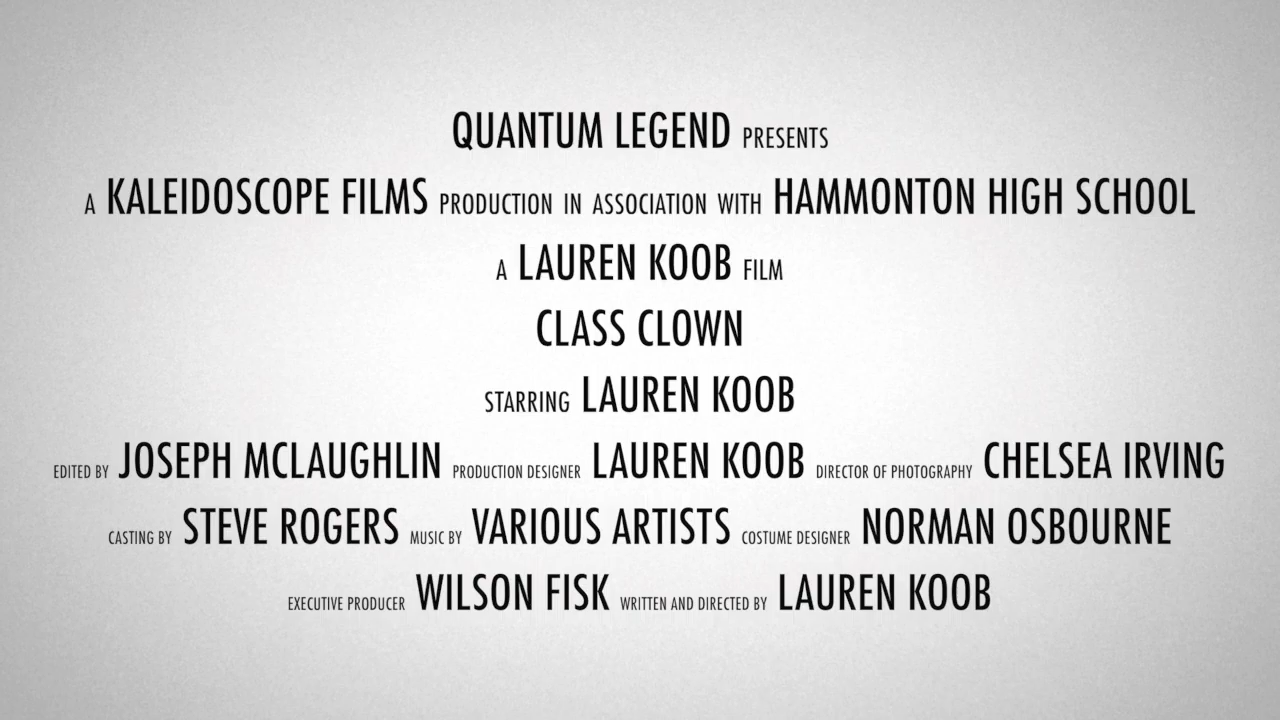 QUANTUM LEGEND PRESENTS
A KALEIDOSCOPE FILMS PRODUCTION IN ASSOCIATION WITH HAMMONTON HIGH SCHOOL
A LAUREN KOOB FILM
CLASS CLOWN
STARRING LAUREN KOOB
EDITED BY JOSEPH MCLAUGHLIN PRODUCTION DESIGNER LAUREN KOOB DIRECTOR OF PHOTOGRAPHY CHELSEA IRVING
CASTING BY STEVE ROGERS MUSIC BY VARIOUS ARTISTS COSTUME DESIGNER NORMAN OSBOURNE
EXECUTIVE PRODUCER WILSON FISK WRITTEN AND DIRECTED BY LAUREN KOOB